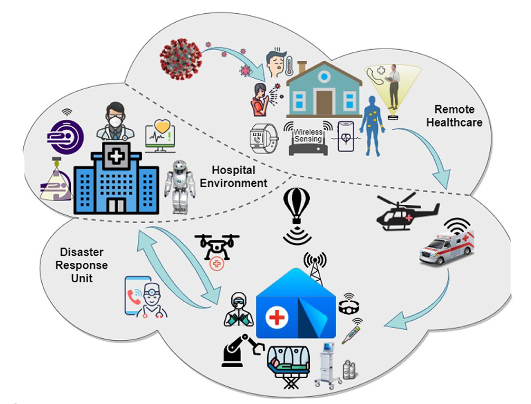 Remote
Healthcare
Wireless
Sensing
Hospital
Environment
Disaster
Response
Unit